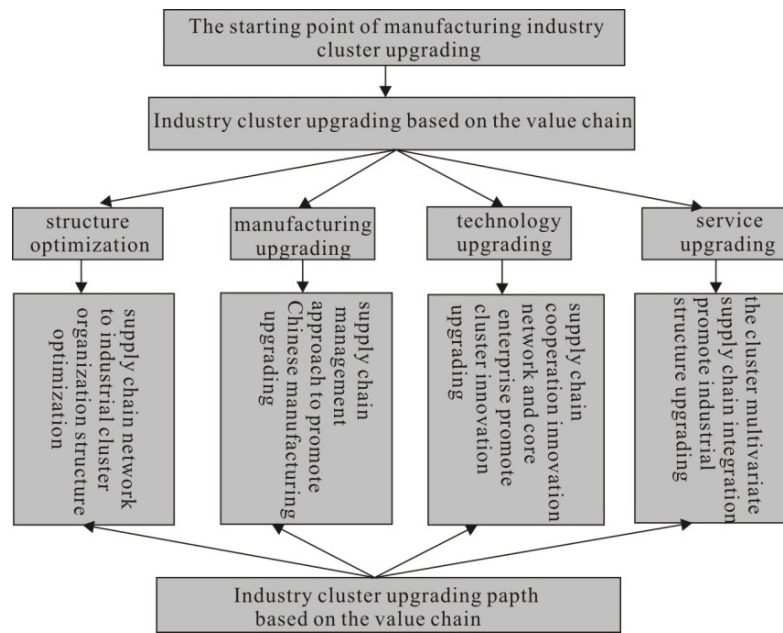 The starting point of manufacturing industry
cluster upgrading
Industry cluster upgrading based on the value chain
structure
optimization
manufacturing
upgrading
technology
upgrading
service
upgrading
supply chain network
to industrial cluster
organization structure
optimization
supply chain
management
approach to promote
Chinese manufacturing
upgrading
supply chain
cooperation innovation
network and core
enterprise promote
cluster innovation
upgrading
the cluster multivariate
supply chain integration
promote industrial
structure upgrading
Industry cluster upgrading papth
based on the value chain